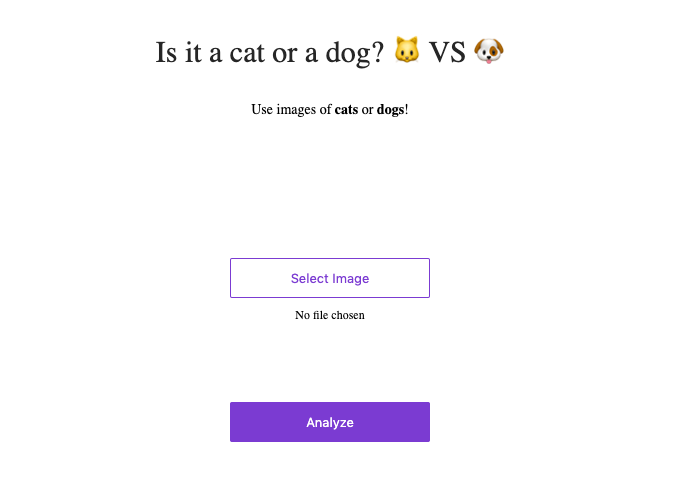 Is it a cat or a dog? 🐱 VS 🐶
Use images of cats or dogs!
Select Image
No file chosen
Analyze